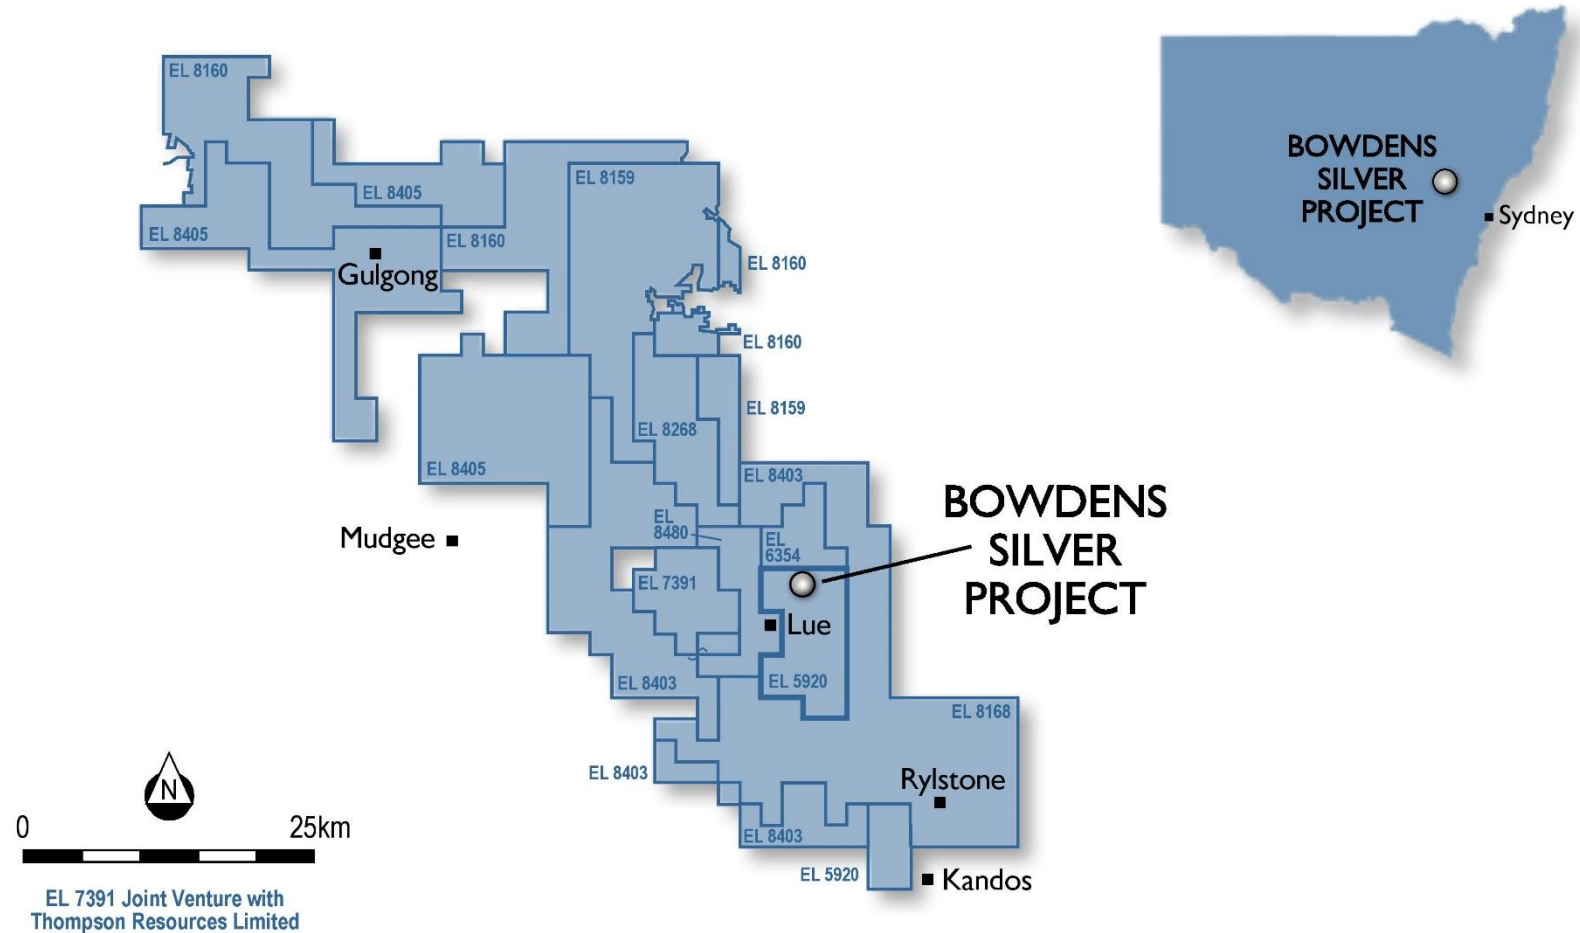 EL 8160
BOWDENS
SILVER
PROJECT
Sydney
EL 8159
EL 8405
EL 8405
EL 8160
EL 8160
Gulgong
EL 8160
EL 8159
EL 8268
EL 8405
EL 8403
BOWDENS
SILVER
PROJECT
EL
8480
Mudgee
EL
6354
EL 7391
Lue
EL 8403
EL 5920
EL 8168
EL 8403
Rylstone
EL 8403
EL 5920
Kandos
N
0
25km
EL 7391 Joint Venture with
Thompson Resources Limited